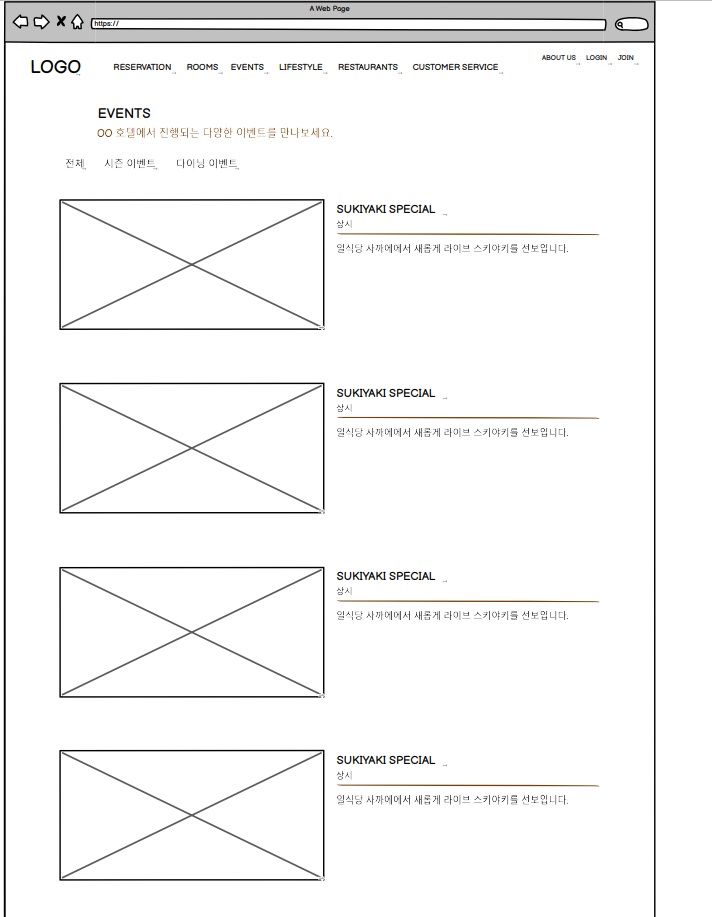 A Web Page
https://
ABOUT US LOGIN JOIN
LOGO RESERVATION ROOMS EVENTS LIFESTYLE RESTAURANTS CUSTOMER SERVICE
EVENTS
OO 호텔에서 진행되는 다양한 이벤트를 만나보세요.
전체 시즌 이벤트 다이닝 이벤트
SUKIYAKI SPECIAL
상시
일식당 사까에에서 새롭게 라이브 스키야키를 선보입니다.
SUKIYAKI SPECIAL
상시
일식당 사까에에서 새롭게 라이브 스키야키를 선보입니다.
SUKIYAKI SPECIAL
상시
일식당 사까에에서 새롭게 라이브 스키야키를 선보입니다.
SUKIYAKI SPECIAL
상시
일식당 사까에에서 새롭게 라이브 스키야키를 선보입니다.